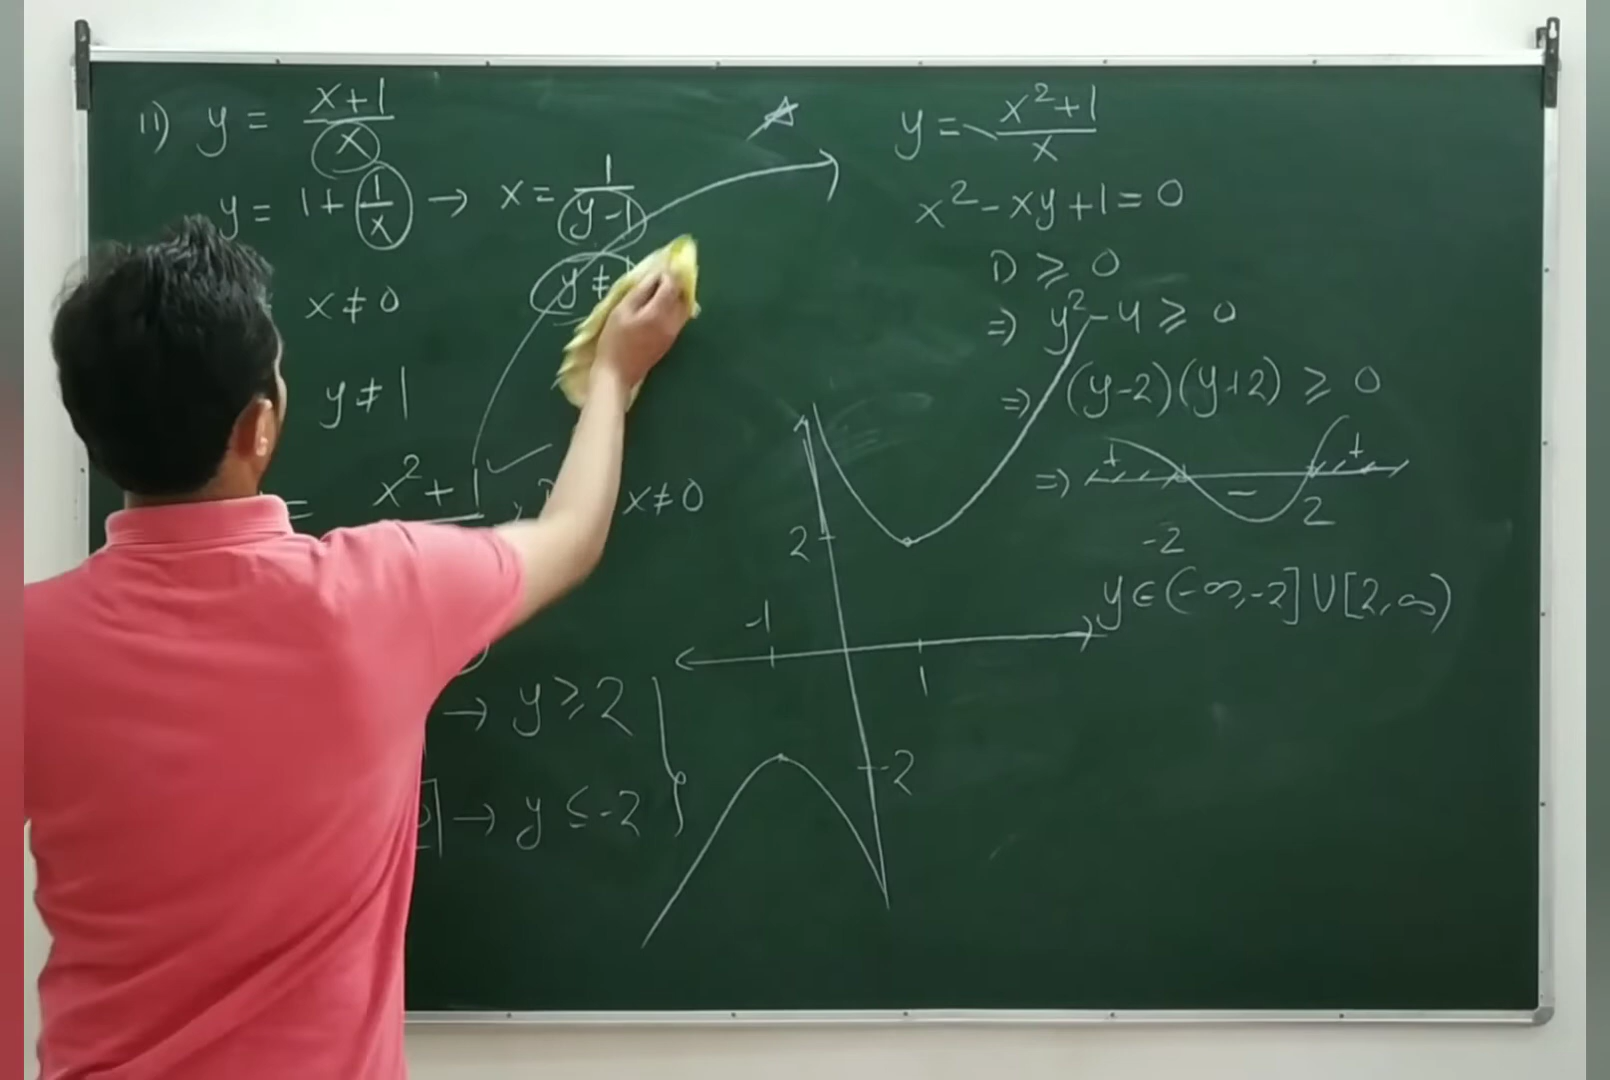 11) y = x+1 / x
y = 1 + 1/x → x = 1 / y-1
x ≠ 0
y ≠
y ≠ 1
= x²+1
x ≠ 0
→ y ≥ 2
→ y ≤ -2
y = x²+1 / x
x² - xy + 1 = 0
D ≥ 0
⇒ y² - 4 ≥ 0
⇒ (y-2)(y+2) ≥ 0
⇒ + - +
-2 2
y ∈ (-∞, -2] ∪ [2, ∞)
2
-1
1
-2